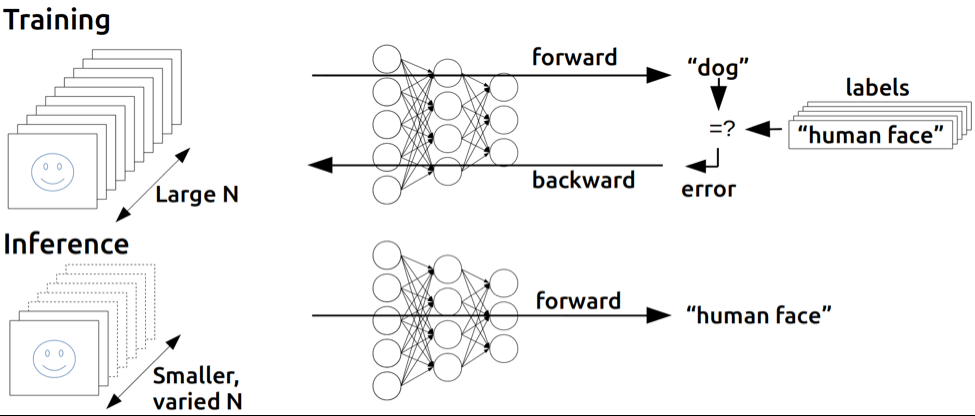 Training
forward
“dog”
labels
=?
“human face”
Large N
backward
error
Inference
forward
“human face”
Smaller,
varied N